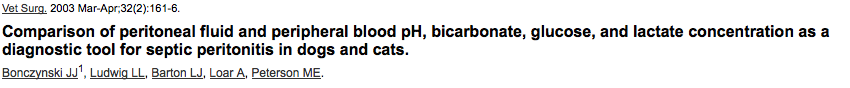 Vet Surg. 2003 Mar-Apr;32(2):161-6.
Comparison of peritoneal fluid and peripheral blood pH, bicarbonate, glucose, and lactate concentration as a
diagnostic tool for septic peritonitis in dogs and cats.
Bonczynski JJ1, Ludwig LL, Barton LJ, Loar A, Peterson ME.